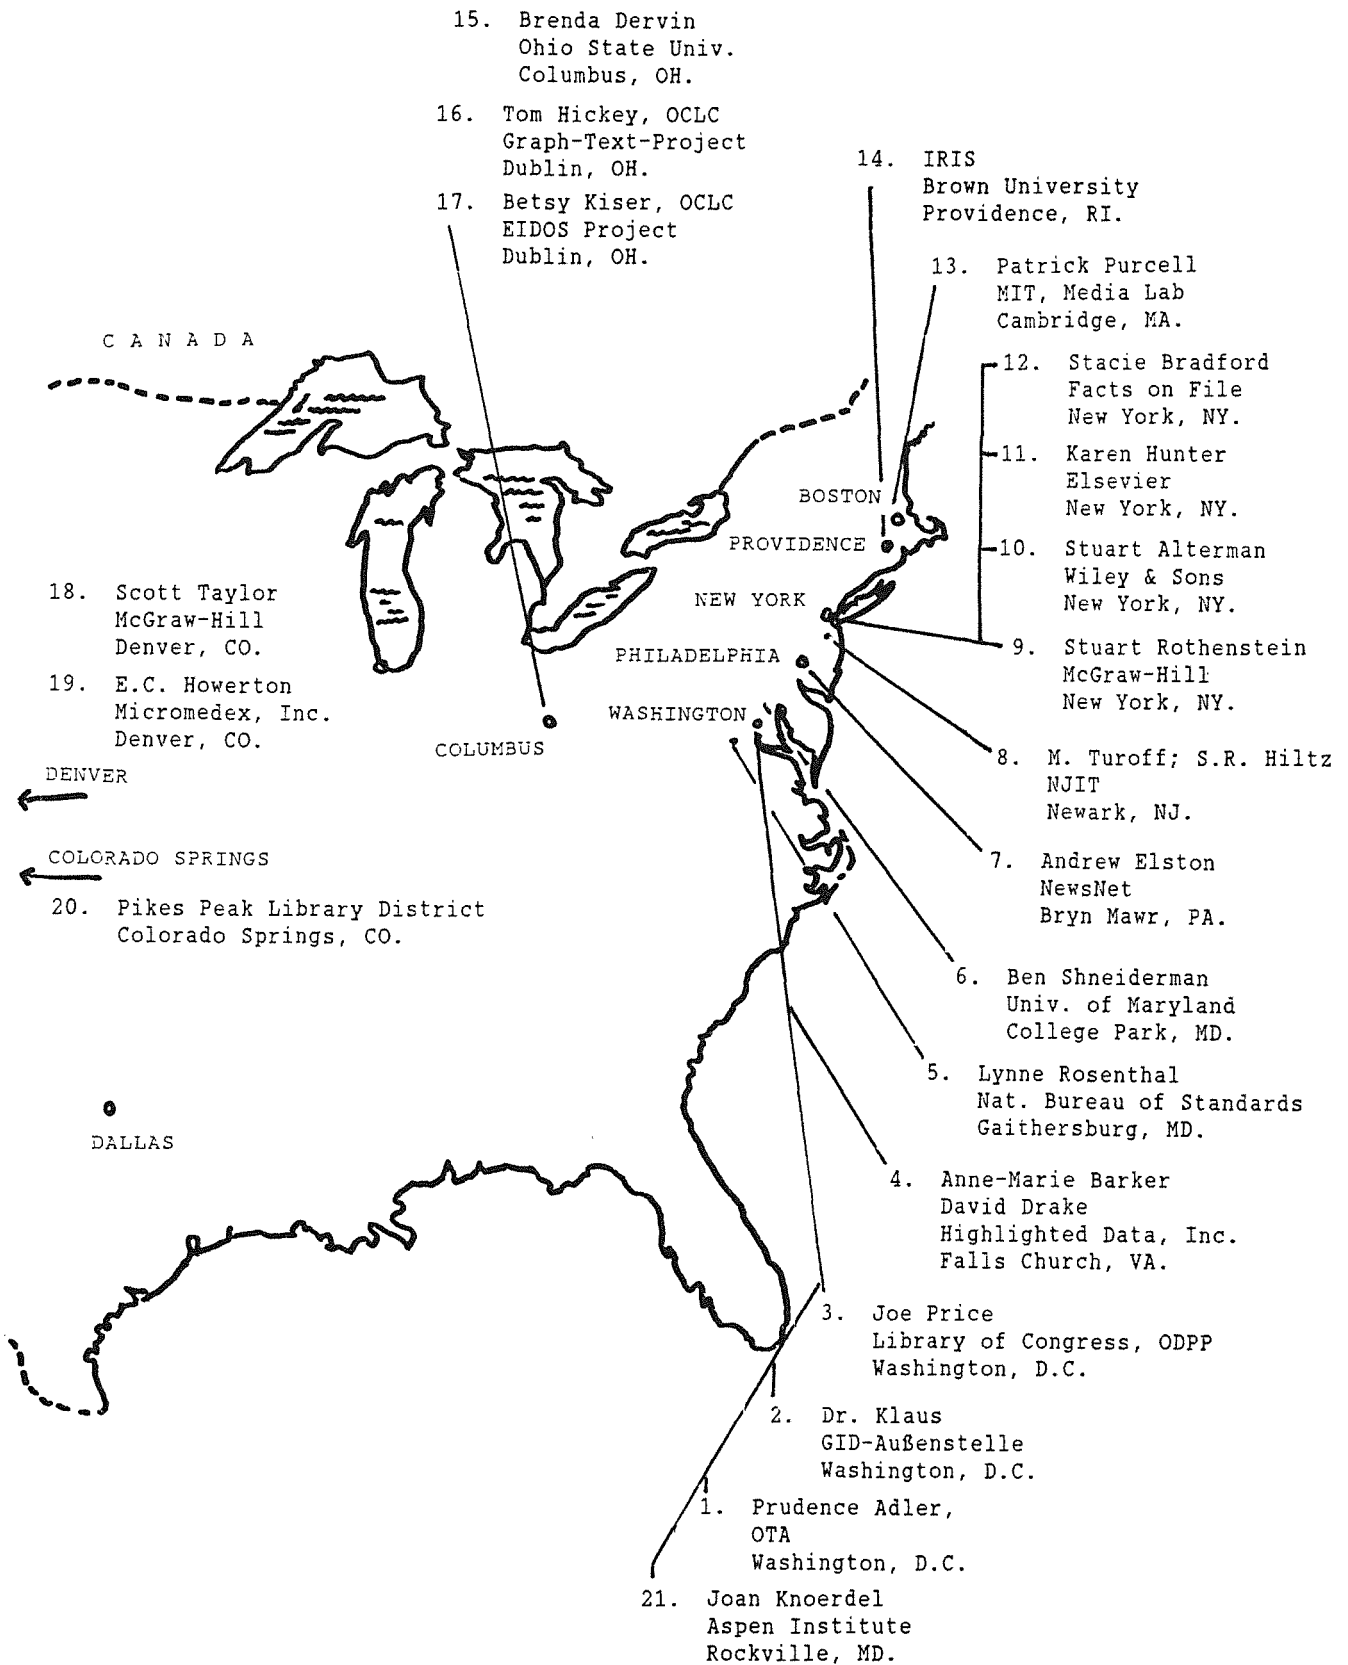 15. Brenda Dervin
Ohio State Univ.
Columbus, OH.
16. Tom Hickey, OCLC
Graph-Text-Project
Dublin, OH.
17. Betsy Kiser, OCLC
EIDOS Project
Dublin, OH.
14. IRIS
Brown University
Providence, RI.
13. Patrick Purcell
MIT, Media Lab
Cambridge, MA.
CANADA
12. Stacie Bradford
Facts on File
New York, NY.
11. Karen Hunter
Elsevier
New York, NY.
BOSTON
PROVIDENCE
10. Stuart Alterman
Wiley & Sons
New York, NY.
NEW YORK
18. Scott Taylor
McGraw-Hill
Denver, CO.
9. Stuart Rothenstein
McGraw-Hill
New York, NY.
PHILADELPHIA
19. E.C. Howerton
Micromedex, Inc.
Denver, CO.
WASHINGTON
COLUMBUS
8. M. Turoff; S.R. Hiltz
NJIT
Newark, NJ.
DENVER
COLORADO SPRINGS
7. Andrew Elston
NewsNet
Bryn Mawr, PA.
20. Pikes Peak Library District
Colorado Springs, CO.
6. Ben Shneiderman
Univ. of Maryland
College Park, MD.
5. Lynne Rosenthal
Nat. Bureau of Standards
Gaithersburg, MD.
DALLAS
4. Anne-Marie Barker
David Drake
Highlighted Data, Inc.
Falls Church, VA.
3. Joe Price
Library of Congress, ODPP
Washington, D.C.
2. Dr. Klaus
GID-Außenstelle
Washington, D.C.
1. Prudence Adler,
OTA
Washington, D.C.
21. Joan Knoerdel
Aspen Institute
Rockville, MD.